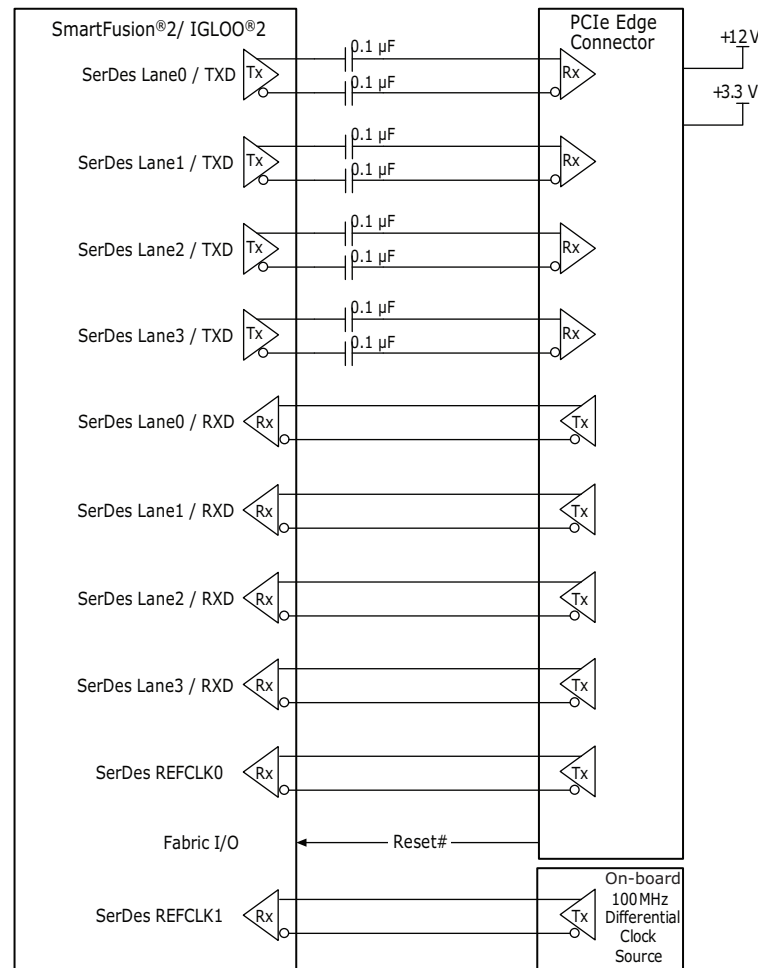 SmartFusion®2/ IGLOO®2
PCIe Edge
Connector
+12 V
+3.3 V
SerDes Lane0 / TXD
Tx
0.1 µF
0.1 µF
Rx
SerDes Lane1 / TXD
Tx
0.1 µF
0.1 µF
Rx
SerDes Lane2 / TXD
Tx
0.1 µF
0.1 µF
Rx
SerDes Lane3 / TXD
Tx
0.1 µF
0.1 µF
Rx
SerDes Lane0 / RXD
Rx
Tx
SerDes Lane1 / RXD
Rx
Tx
SerDes Lane2 / RXD
Rx
Tx
SerDes Lane3 / RXD
Rx
Tx
SerDes REFCLK0
Rx
Tx
Fabric I/O
Reset#
SerDes REFCLK1
Rx
Tx
On-board
100 MHz
Differential
Clock
Source